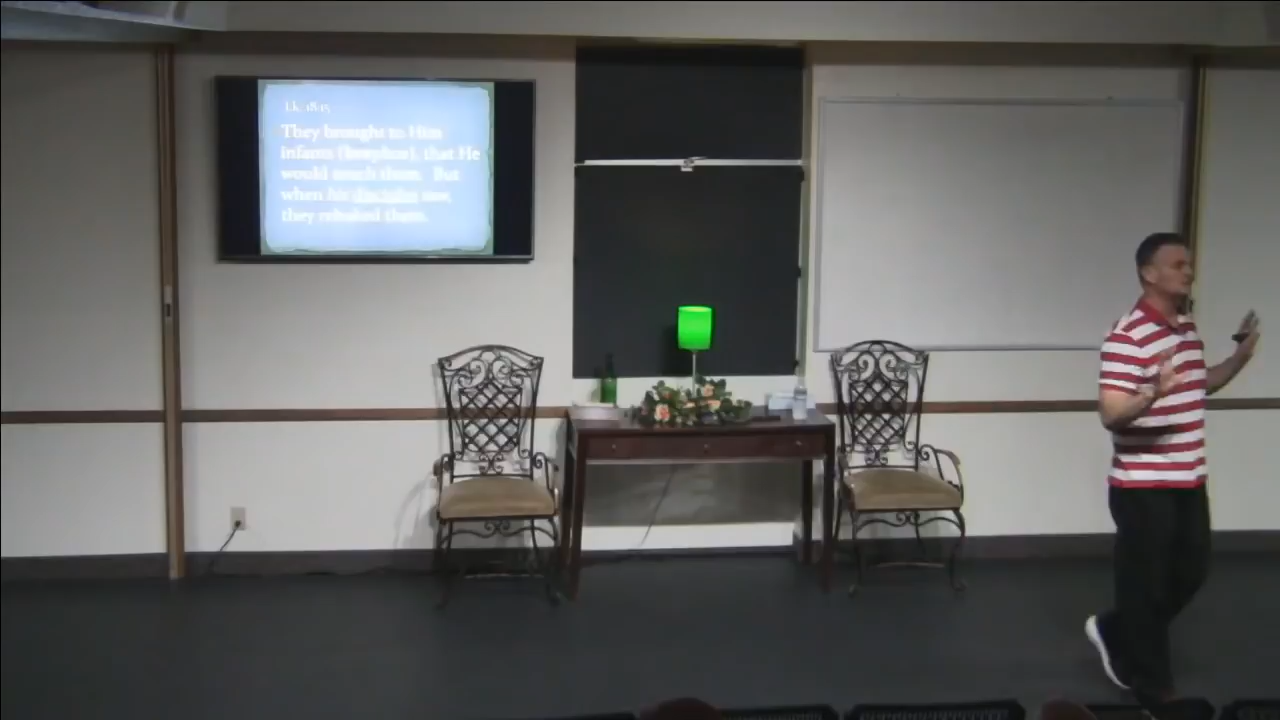 Lk. 18:15
They brought to Him
infants (brephos), that He
would touch them. But
when his disciples saw,
they rebuked them.